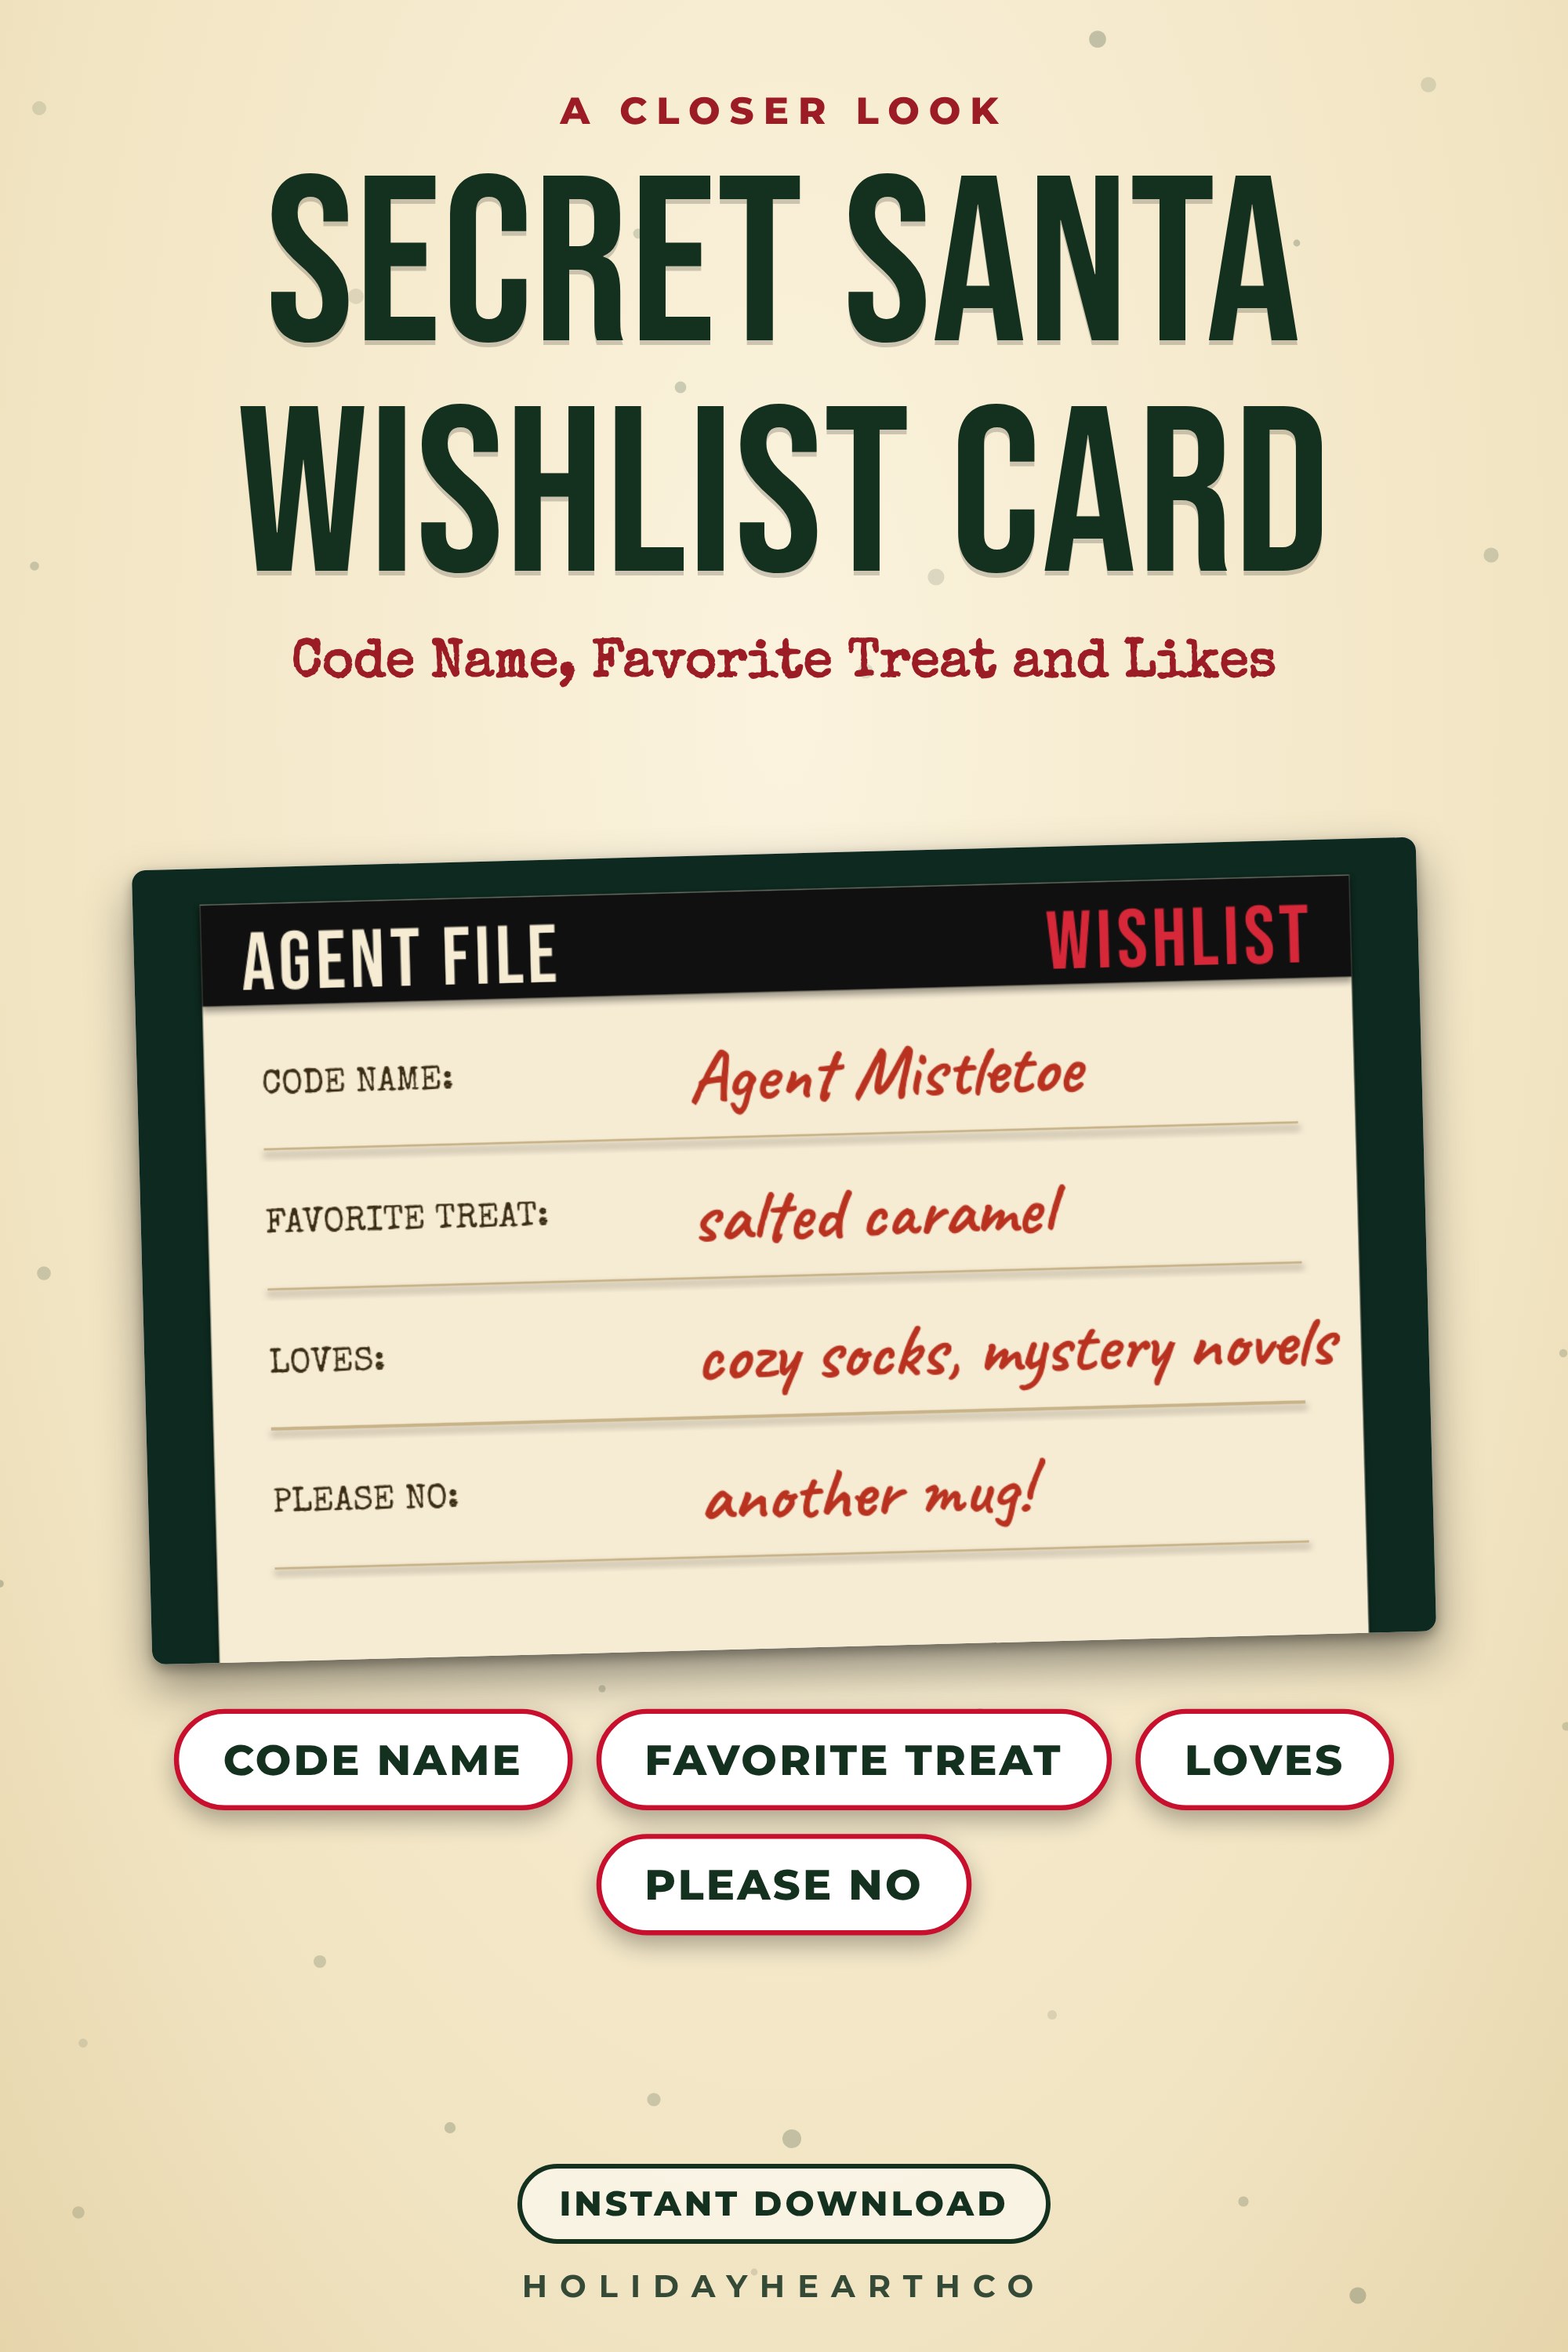 A CLOSER LOOK
SECRET SANTA
WISHLIST CARD
Code Name, Favorite Treat and Likes
AGENT FILE WISHLIST
CODE NAME: Agent Mistletoe
FAVORITE TREAT: salted caramel
LOVES: cozy socks, mystery novels
PLEASE NO: another mug!
CODE NAME FAVORITE TREAT LOVES
PLEASE NO
INSTANT DOWNLOAD
HOLIDAYHEARTHCO